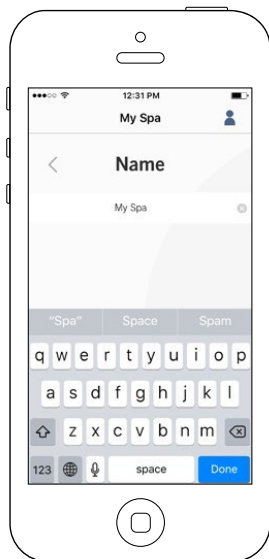 12:31 PM
My Spa
Name
My Spa
"Spa" Space Spam
q w e r t y u i o p
a s d f g h j k l
z x c v b n m
123 space Done